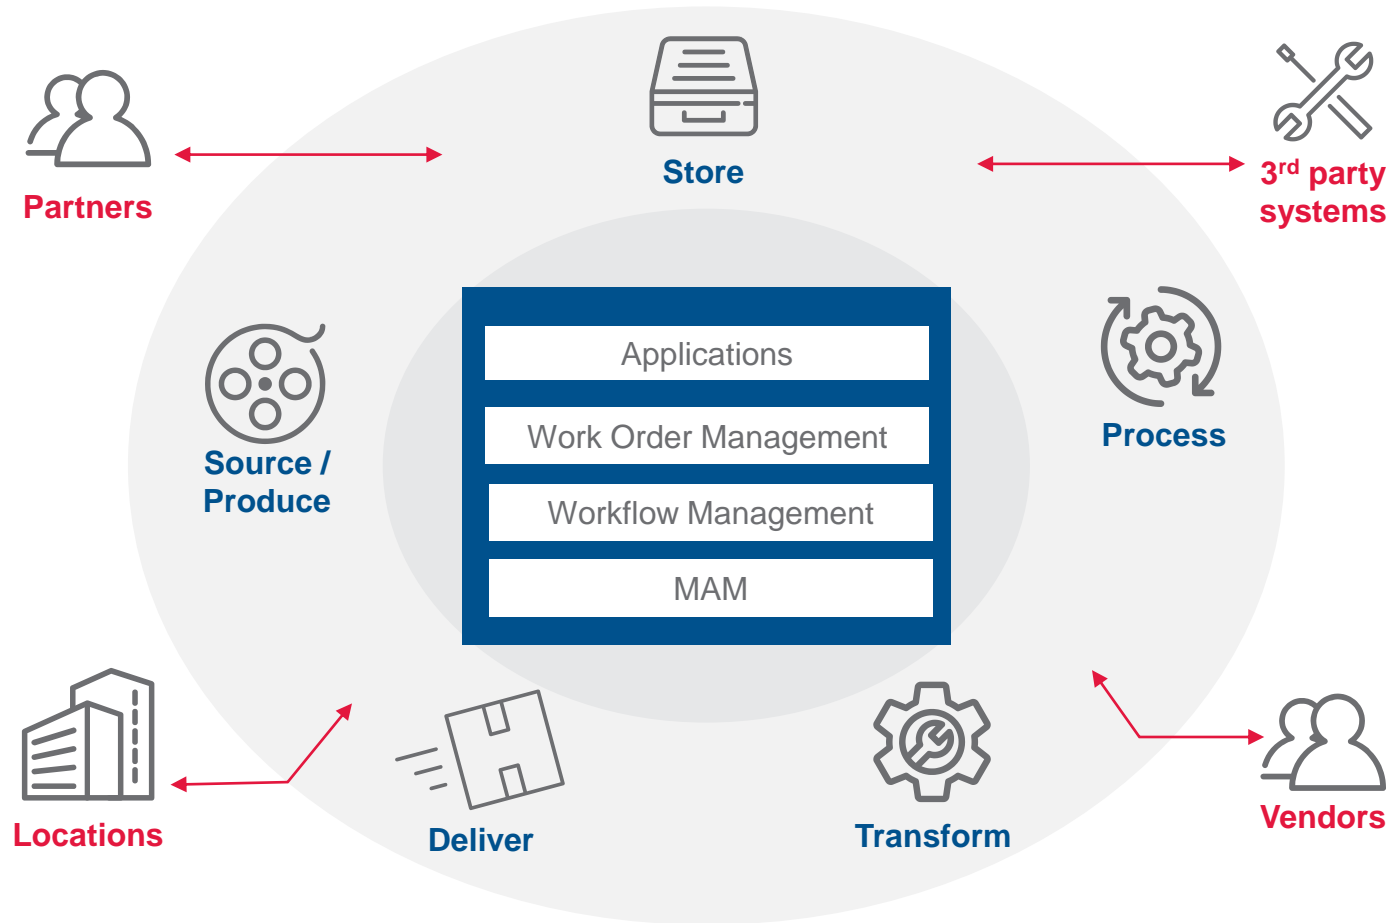 Store
Partners
3rd party
systems
Applications
Work Order Management
Workflow Management
MAM
Source /
Produce
Process
Locations
Deliver
Transform
Vendors